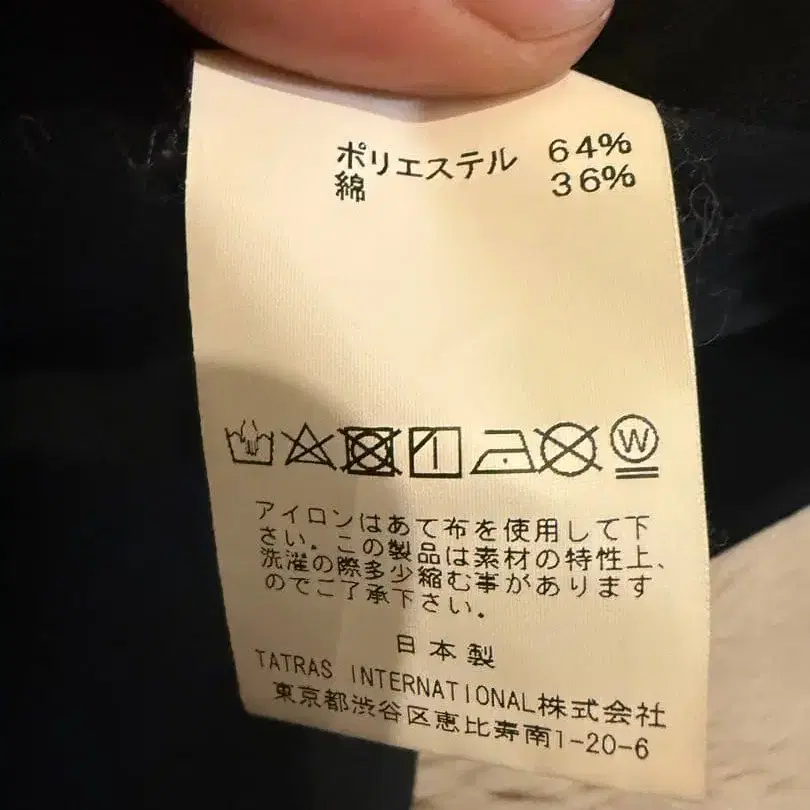 ポリエステル 64%
綿 36%
W
アイロンはあて布を使用して下
さい。この製品は素材の特性上、
洗濯の際多少縮む事があります
のでご了承下さい。
日本製
TATRAS INTERNATIONAL株式会社
東京都渋谷区恵比寿南1-20-6